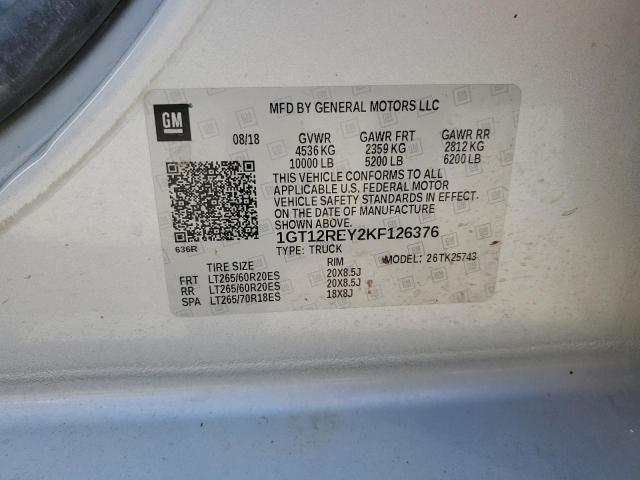 GM
MFD BY GENERAL MOTORS LLC
08/18 GVWR GAWR FRT GAWR RR
4536 KG 2359 KG 2812 KG
10000 LB 5200 LB 6200 LB
THIS VEHICLE CONFORMS TO ALL
APPLICABLE U.S. FEDERAL MOTOR
VEHICLE SAFETY STANDARDS IN EFFECT
ON THE DATE OF MANUFACTURE
SHOWN ABOVE.
636R
1GT12REY2KF126376
TYPE: TRUCK MODEL: 26TK25743
TIRE SIZE RIM
FRT LT265/60R20ES 20X8.5J
RR LT265/60R20ES 20X8.5J
SPA LT265/70R18ES 18X8J